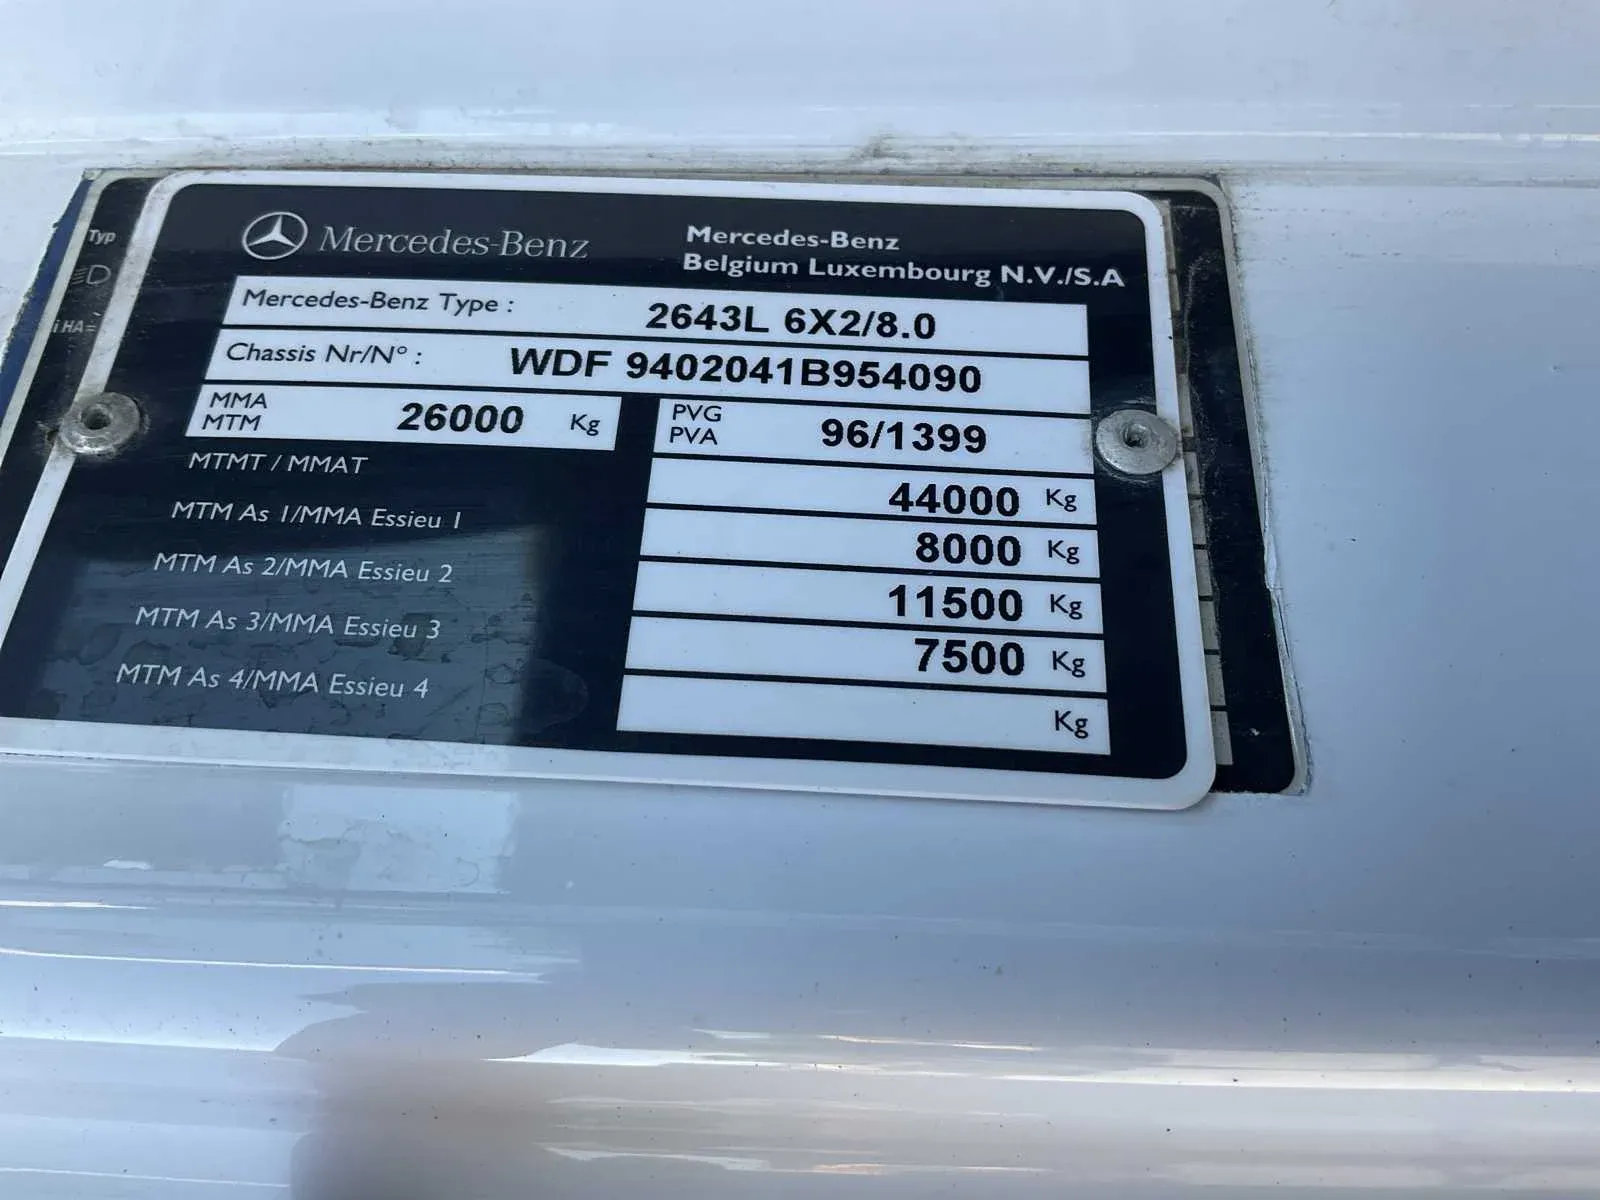 Typ
i HA=
Mercedes-Benz
Mercedes-Benz
Belgium Luxembourg N.V./S.A
Mercedes-Benz Type : 2643L 6X2/8.0
Chassis Nr/N° : WDF 9402041B954090
MMA
MTM 26000 Kg
PVG
PVA 96/1399
MTMT / MMAT 44000 Kg
MTM As 1/MMA Essieu 1 8000 Kg
MTM As 2/MMA Essieu 2 11500 Kg
MTM As 3/MMA Essieu 3 7500 Kg
MTM As 4/MMA Essieu 4 Kg